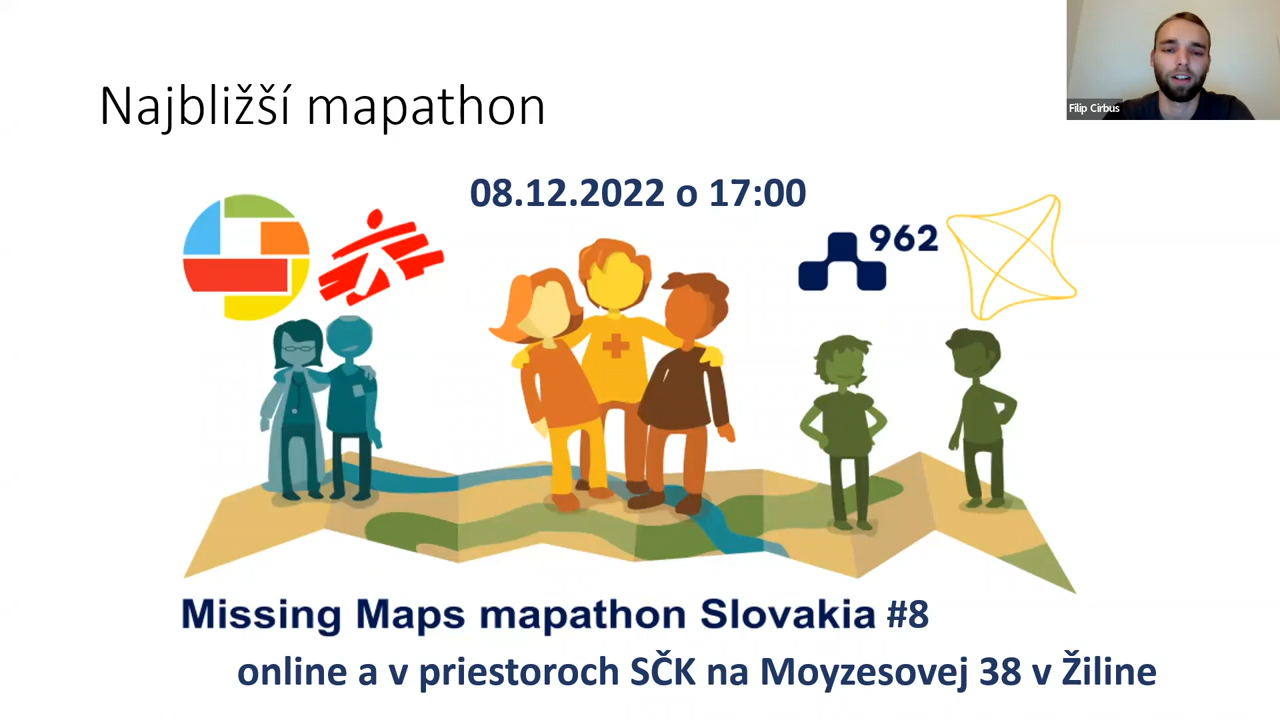 Najbližší mapathon
Filip Cirbus
08.12.2022 o 17:00
962
Missing Maps mapathon Slovakia #8
online a v priestoroch SČK na Moyzesovej 38 v Žiline